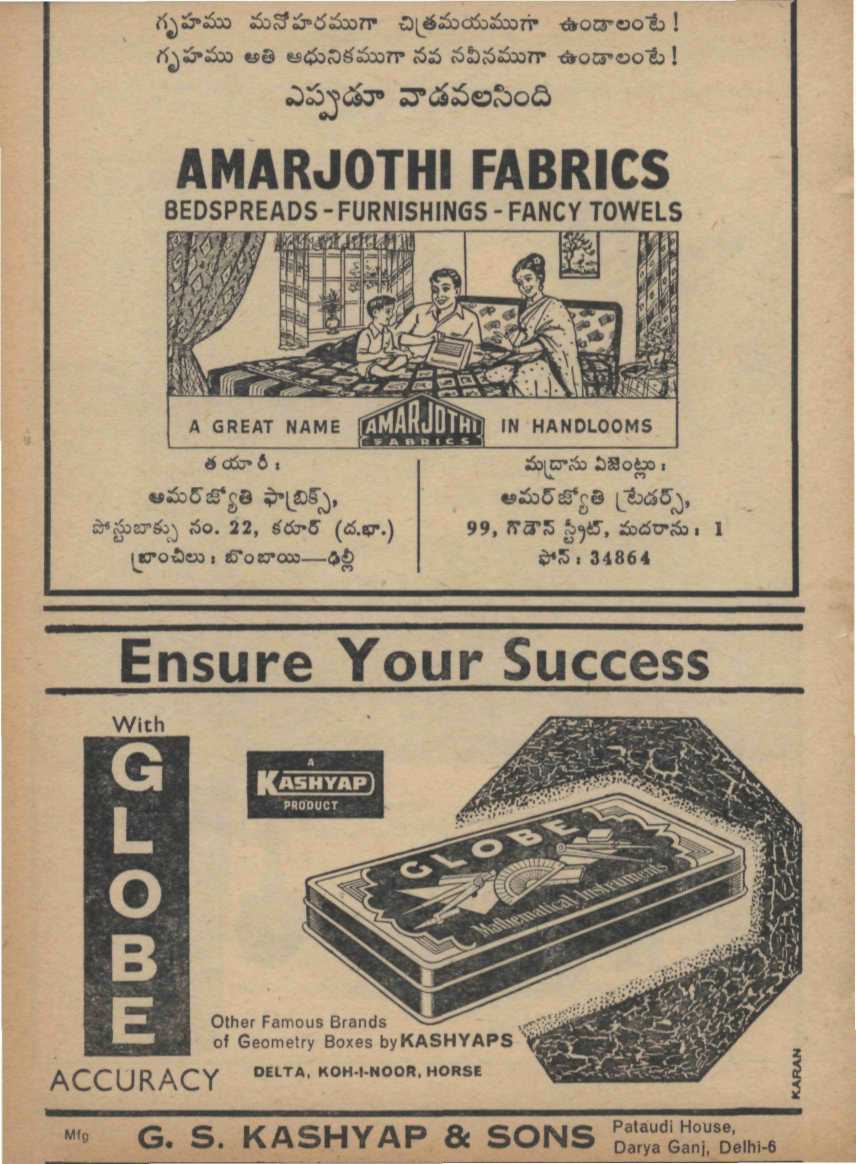 గృహము మనోహరముగా చిత్రమయముగా ఉండాలంటే !
గృహము అతి ఆధునికముగా నవ నవీనముగా ఉండాలంటే !
ఎప్పుడూ వాడవలసింది
AMARJOTHI FABRICS
BEDSPREADS - FURNISHINGS - FANCY TOWELS
A GREAT NAME AMARJOTHI FABRICS IN HANDLOOMS
తయారీ :
అమర్‌జ్యోతి ఫాబ్రిక్స్,
పోస్టుబాక్సు నం. 22, కరూర్ (ద.భా.)
బ్రాంచీలు : బొంబాయి—ఢిల్లీ
మద్రాసు ఏజెంట్లు :
అమర్‌జ్యోతి ట్రేడర్స్,
99, గౌడౌన్ స్ట్రీట్, మదరాసు : 1
ఫోన్ : 34864
Ensure Your Success
With
GLOBE
ACCURACY
A
KASHYAP
PRODUCT
GLOBE
Mathematical Instruments
Other Famous Brands
of Geometry Boxes by KASHYAPS
DELTA, KOH-I-NOOR, HORSE
KARAN
Mfg G. S. KASHYAP & SONS Pataudi House,
Darya Ganj, Delhi-6